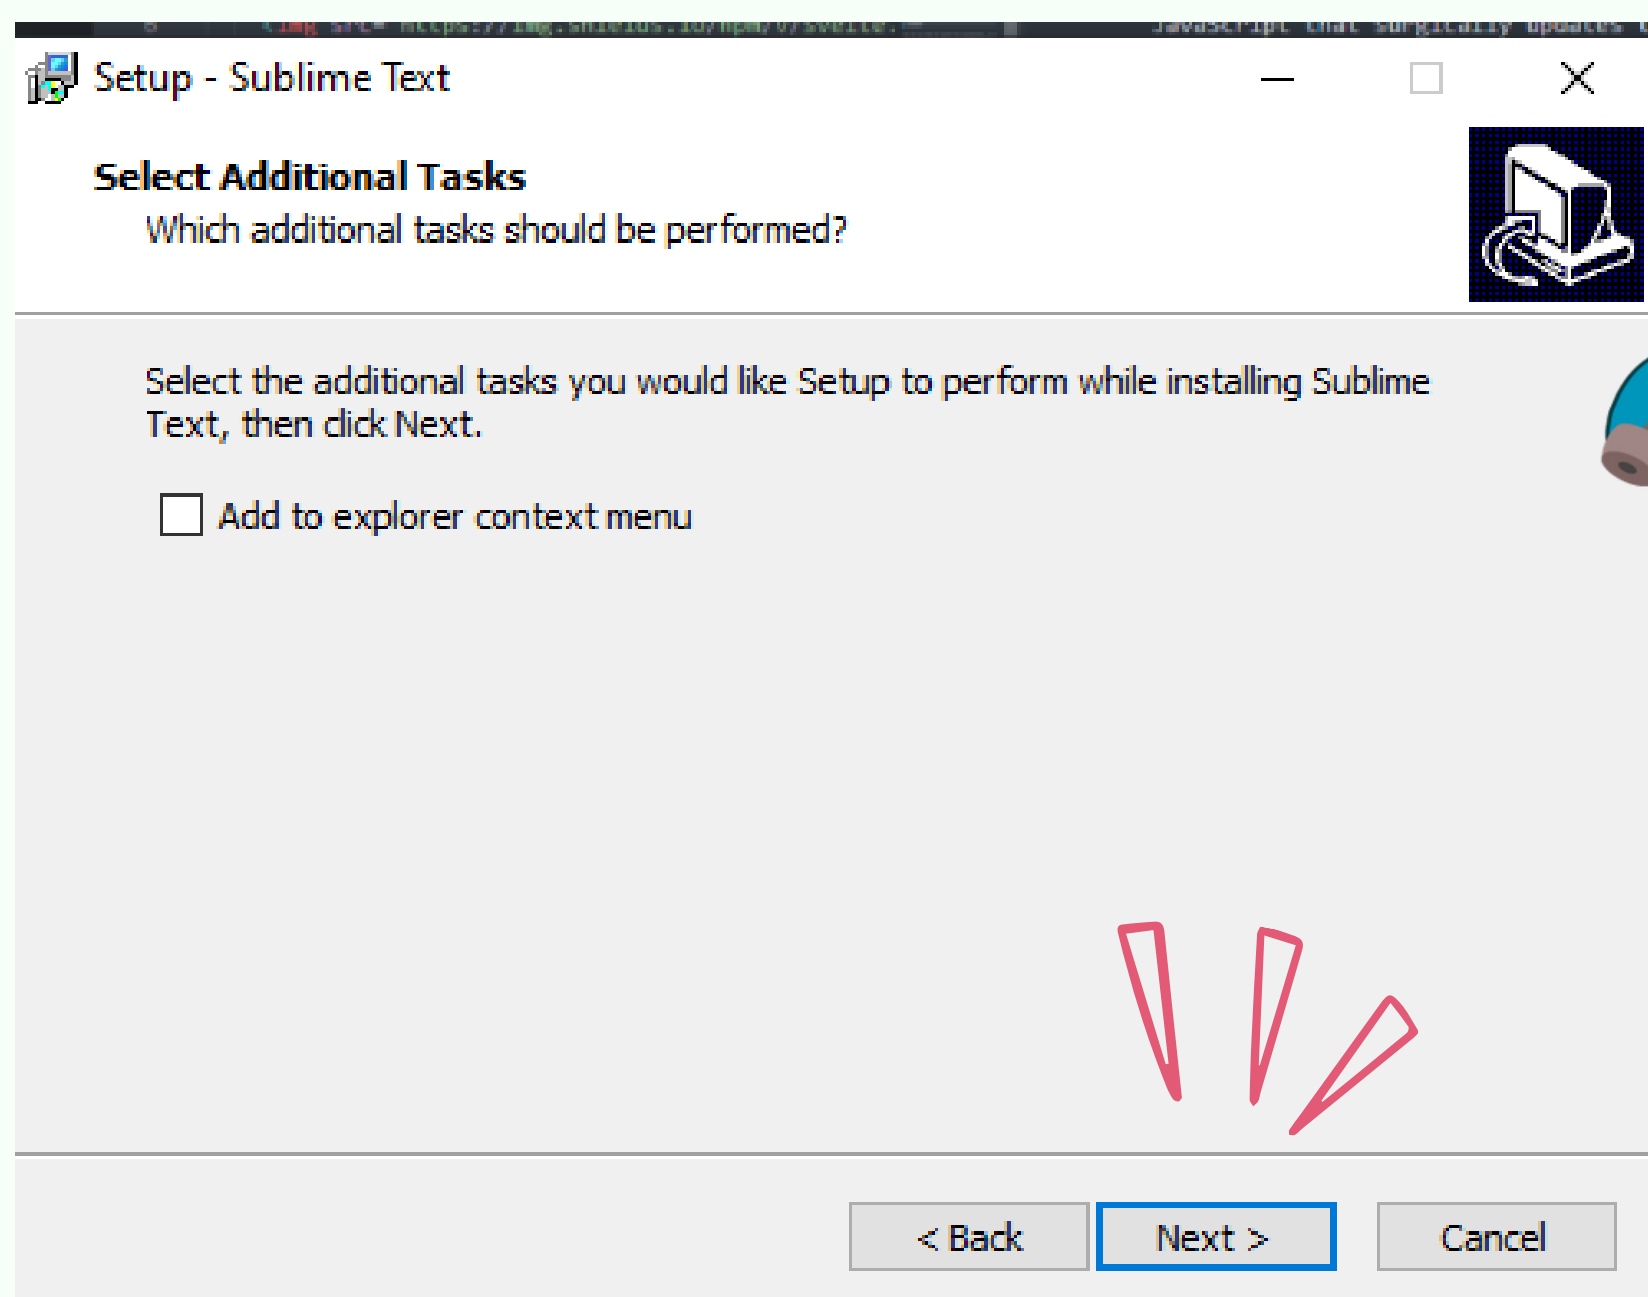 Setup - Sublime Text
Select Additional Tasks
Which additional tasks should be performed?
Select the additional tasks you would like Setup to perform while installing Sublime
Text, then click Next.
Add to explorer context menu
< Back
Next >
Cancel